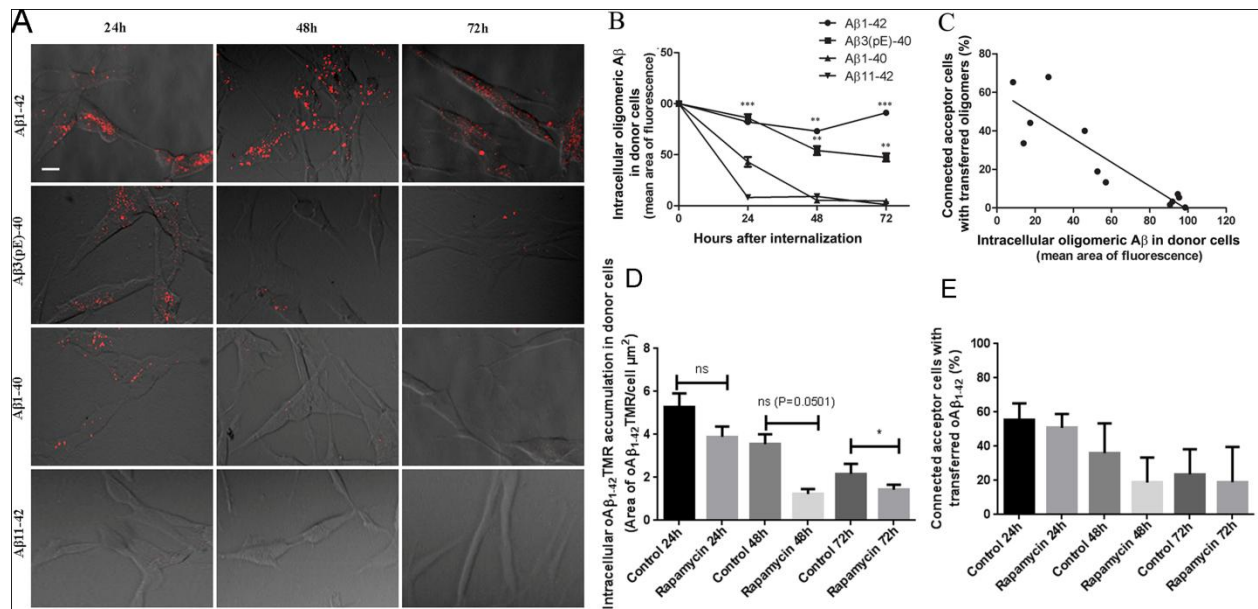 A
24h
48h
72h
Aβ1-42
Aβ3(pE)-40
Aβ1-40
Aβ11-42
B
Aβ1-42
Aβ3(pE)-40
Aβ1-40
Aβ11-42
Intracellular oligomeric Aβ
in donor cells
(mean area of fluorescence)
50
00
50
0
***
**
***
**
**
0
24
48
72
Hours after internalization
C
Connected acceptor cells
with transferred oligomers (%)
80
60
40
20
0
0
20
40
60
80
100
120
Intracellular oligomeric Aβ in donor cells
(mean area of fluorescence)
D
Intracellular oAβ1-42TMR accumulation in donor cells
(Area of oAβ1-42TMR/cell μm²)
8
6
4
2
0
ns
ns (P=0.0501)
*
Control 24h
Rapamycin 24h
Control 48h
Rapamycin 48h
Control 72h
Rapamycin 72h
E
Connected acceptor cells with
transferred oAβ1-42 (%)
100
80
60
40
20
0
Control 24h
Rapamycin 24h
Control 48h
Rapamycin 48h
Control 72h
Rapamycin 72h